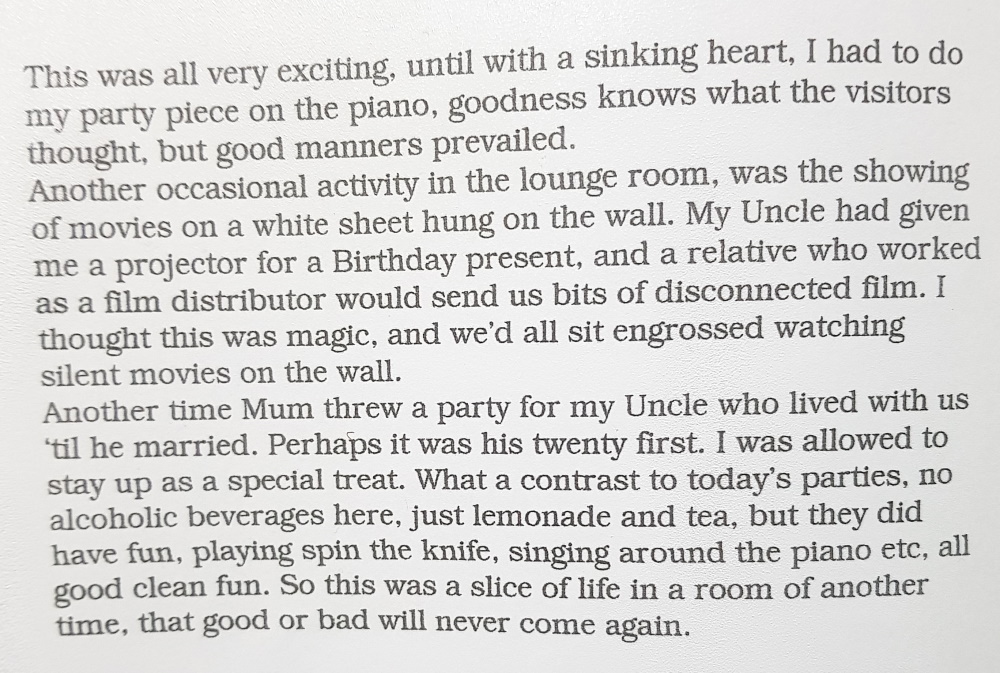 This was all very exciting, until with a sinking heart, I had to do
my party piece on the piano, goodness knows what the visitors
thought, but good manners prevailed.
Another occasional activity in the lounge room, was the showing
of movies on a white sheet hung on the wall. My Uncle had given
me a projector for a Birthday present, and a relative who worked
as a film distributor would send us bits of disconnected film. I
thought this was magic, and we’d all sit engrossed watching
silent movies on the wall.
Another time Mum threw a party for my Uncle who lived with us
‘til he married. Perhaps it was his twenty first. I was allowed to
stay up as a special treat. What a contrast to today’s parties, no
alcoholic beverages here, just lemonade and tea, but they did
have fun, playing spin the knife, singing around the piano etc, all
good clean fun. So this was a slice of life in a room of another
time, that good or bad will never come again.